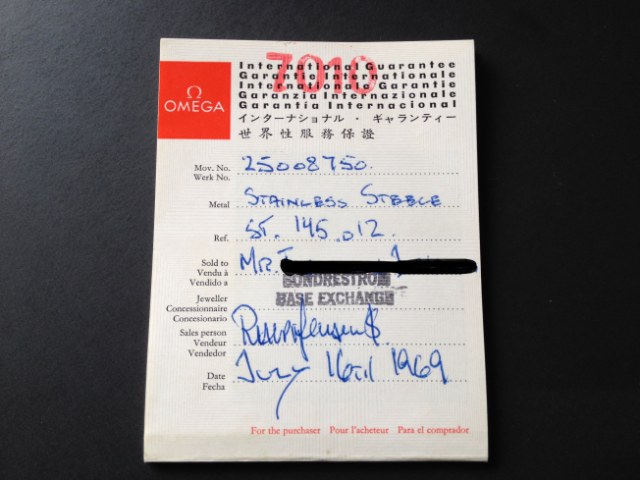 7010
International Guarantee
Garantie Internationale
Internationale Garantie
Garanzia Internazionale
Garantía Internacional
インターナショナル・ギャランティー
世界性服務保證
Ω
OMEGA
Mov. No. 25008750.
Werk No.
Metal STAINLESS STEECE
Ref. ST. 145.012.
Sold to MR.
Vendu à
Vendido a
SONDRESTROM
BASE EXCHANGE
Jeweller
Concessionnaire
Concesionario
Sales person
Vendeur
Vendedor
Date July 16th 1969
Fecha
For the purchaser Pour l'acheteur Para el comprador